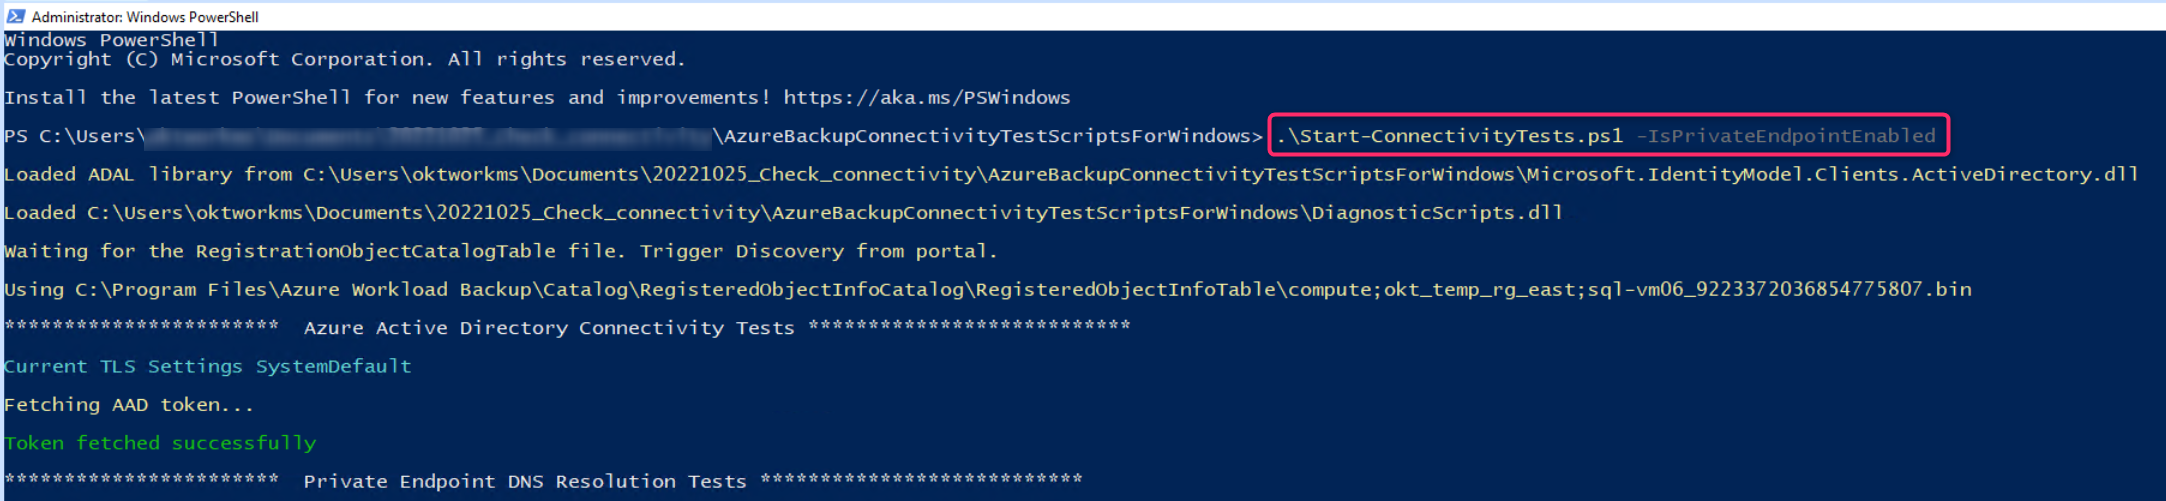 Administrator: Windows PowerShell
Windows PowerShell
Copyright (C) Microsoft Corporation. All rights reserved.
Install the latest PowerShell for new features and improvements! https://aka.ms/PSWindows
PS C:\Users\ \AzureBackupConnectivityTestScriptsForWindows> .\Start-ConnectivityTests.ps1 -IsPrivateEndpointEnabled
Loaded ADAL library from C:\Users\oktworkms\Documents\20221025_Check_connectivity\AzureBackupConnectivityTestScriptsForWindows\Microsoft.IdentityModel.Clients.ActiveDirectory.dll
Loaded C:\Users\oktworkms\Documents\20221025_Check_connectivity\AzureBackupConnectivityTestScriptsForWindows\DiagnosticScripts.dll
Waiting for the RegistrationObjectCatalogTable file. Trigger Discovery from portal.
Using C:\Program Files\Azure Workload Backup\Catalog\RegisteredObjectInfoCatalog\RegisteredObjectInfoTable\compute;okt_temp_rg_east;sql-vm06_9223372036854775807.bin
*********************** Azure Active Directory Connectivity Tests ***************************
Current TLS Settings SystemDefault
Fetching AAD token...
Token fetched successfully
*********************** Private Endpoint DNS Resolution Tests ***************************